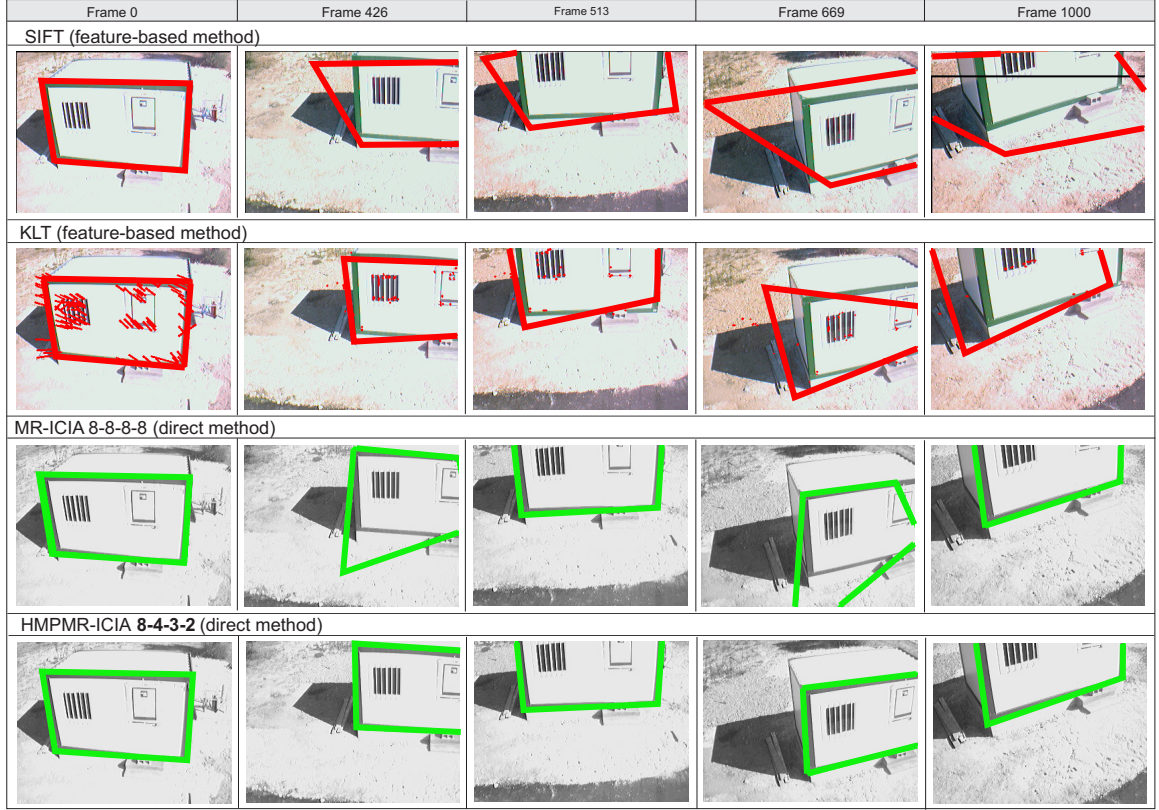 Frame 0 Frame 426 Frame 513 Frame 669 Frame 1000
SIFT (feature-based method)
KLT (feature-based method)
MR-ICIA 8-8-8-8 (direct method)
HMPMR-ICIA 8-4-3-2 (direct method)